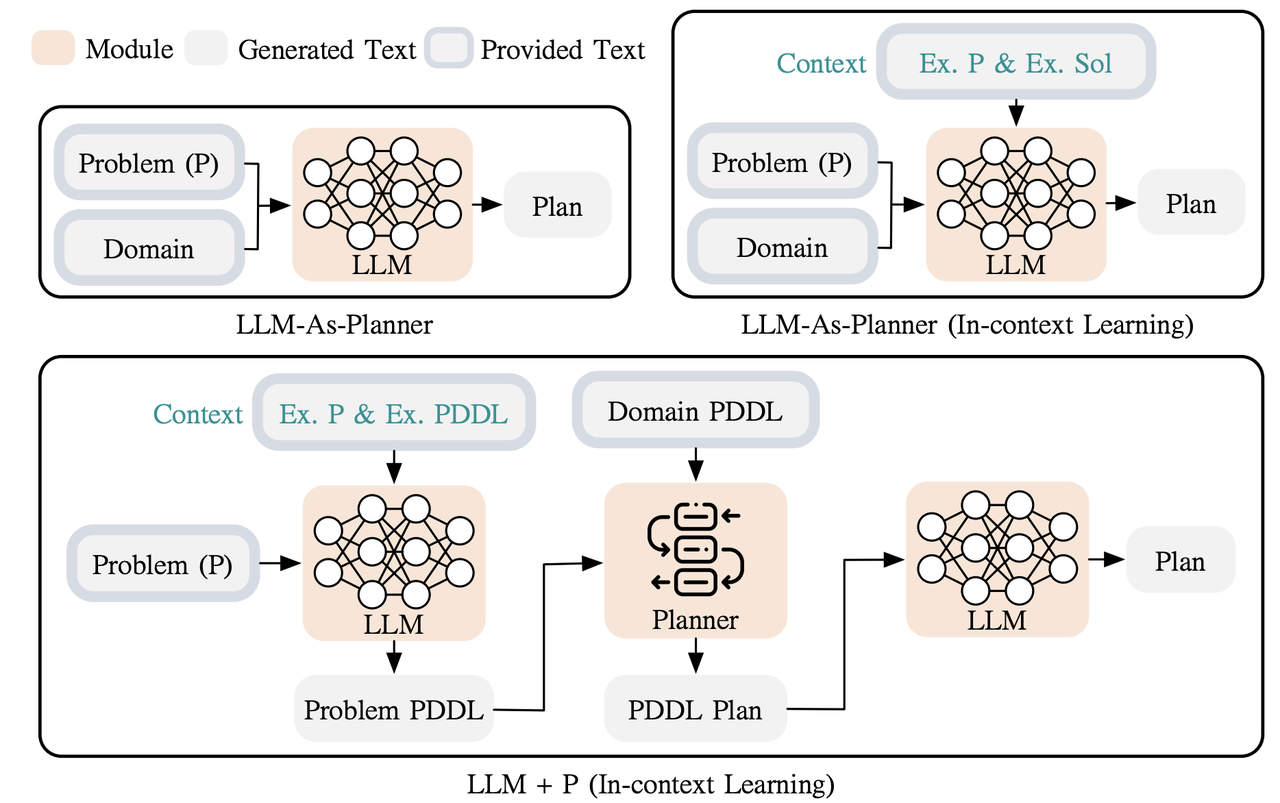 Module
Generated Text
Provided Text
Problem (P)
Domain
LLM
Plan
LLM-As-Planner
Context
Ex. P & Ex. Sol
Problem (P)
Domain
LLM
Plan
LLM-As-Planner (In-context Learning)
Context
Ex. P & Ex. PDDL
Problem (P)
LLM
Problem PDDL
Domain PDDL
Planner
PDDL Plan
LLM
Plan
LLM + P (In-context Learning)